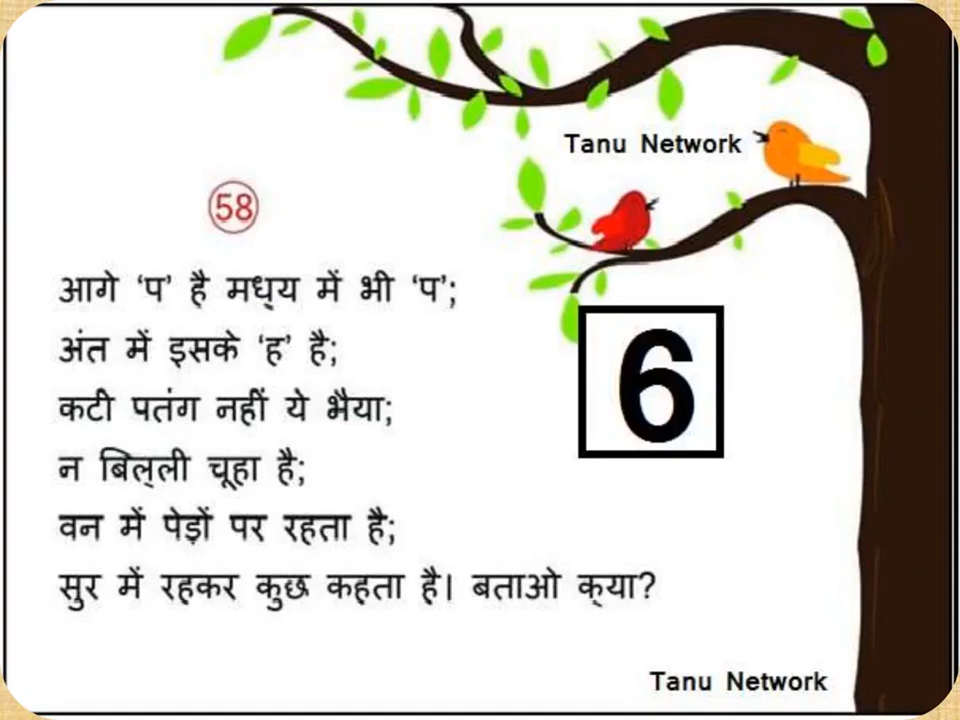 Tanu Network
58
आगे ‘प’ है मध्य में भी ‘प’;
अंत में इसके ‘ह’ है;
कटी पतंग नहीं ये भैया;
6
न बिल्ली चूहा है;
वन में पेड़ों पर रहता है;
सुर में रहकर कुछ कहता है। बताओ क्या?
Tanu Network